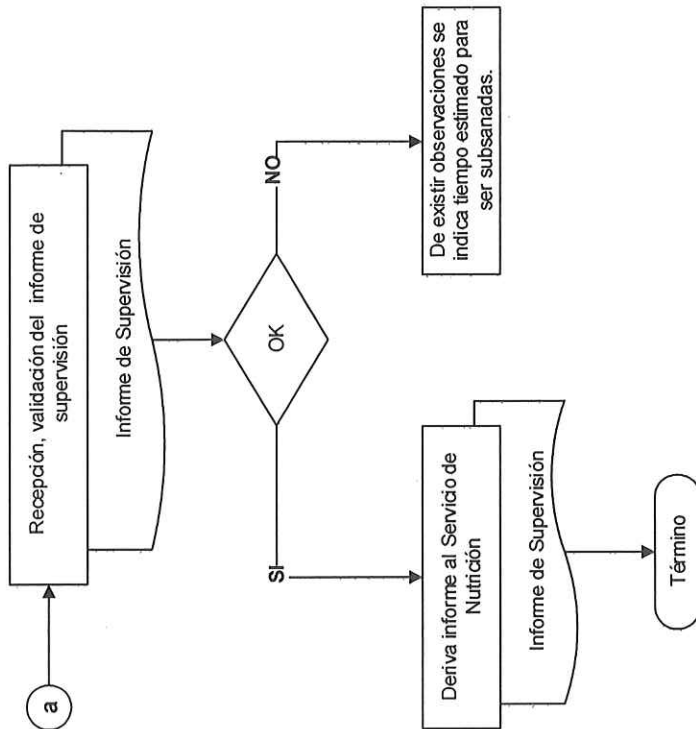 a
Recepción, validación del informe de
supervisión
Informe de Supervisión
OK
SI
NO
Deriva informe al Servicio de
Nutrición
Informe de Supervisión
Término
De existir observaciones se
indica tiempo estimado para
ser subsanadas.